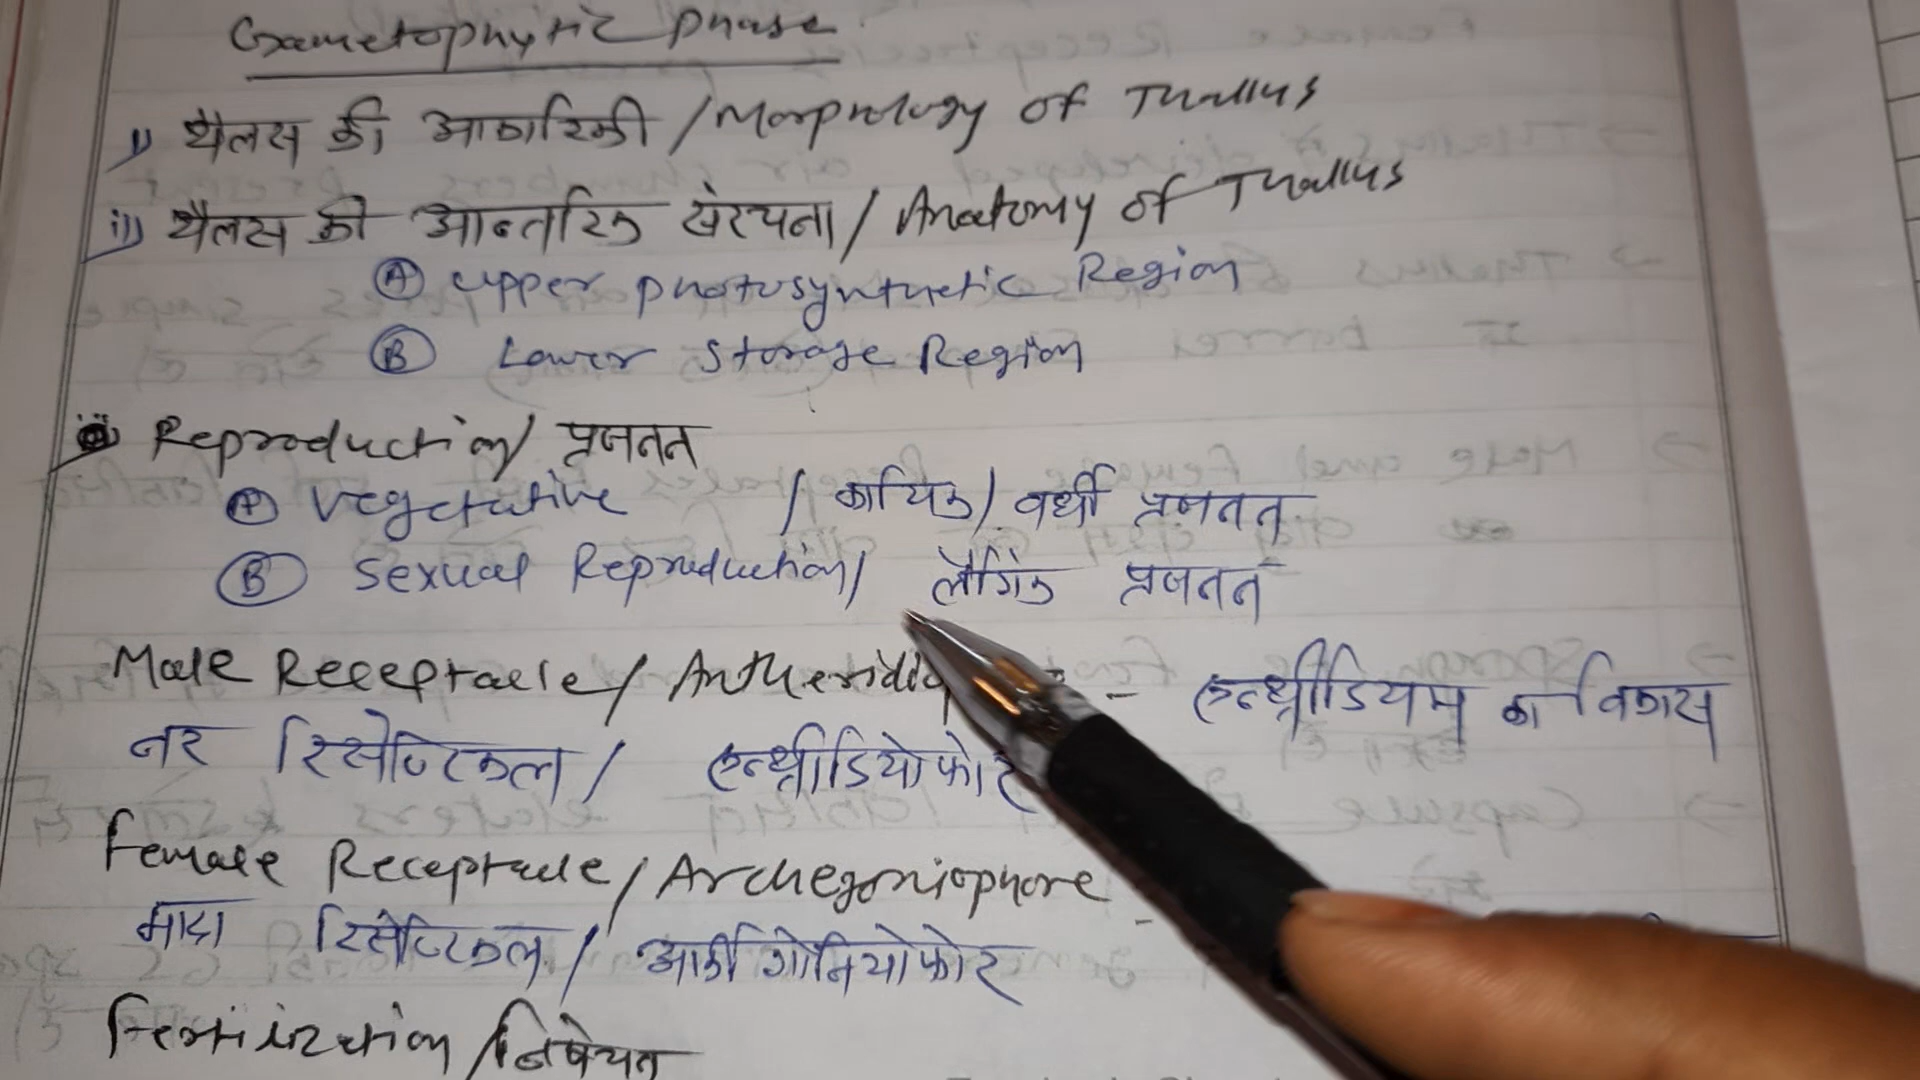 Gametophytic phase
i) थैलस की आकारिकी / Morphology of Thallus
ii) थैलस की आन्तरिक संरचना / Anatomy of Thallus
Ⓐ upper photosynthetic Region
Ⓑ Lower Storage Region
iii) Reproduction / प्रजनन
Ⓐ Vegetative / कायिक / वर्धी प्रजनन
Ⓑ Sexual Reproduction / लैंगिक प्रजनन
Male Receptacle / - एन्थ्रीडियम का विकास
नर रिसेप्टिकल / एन्थ्रीडियोफोर
Female Receptacle / Archegoniophore -
मादा रिसेप्टिकल / आर्कीगोनियोफोर
Fertilization / निषेचन